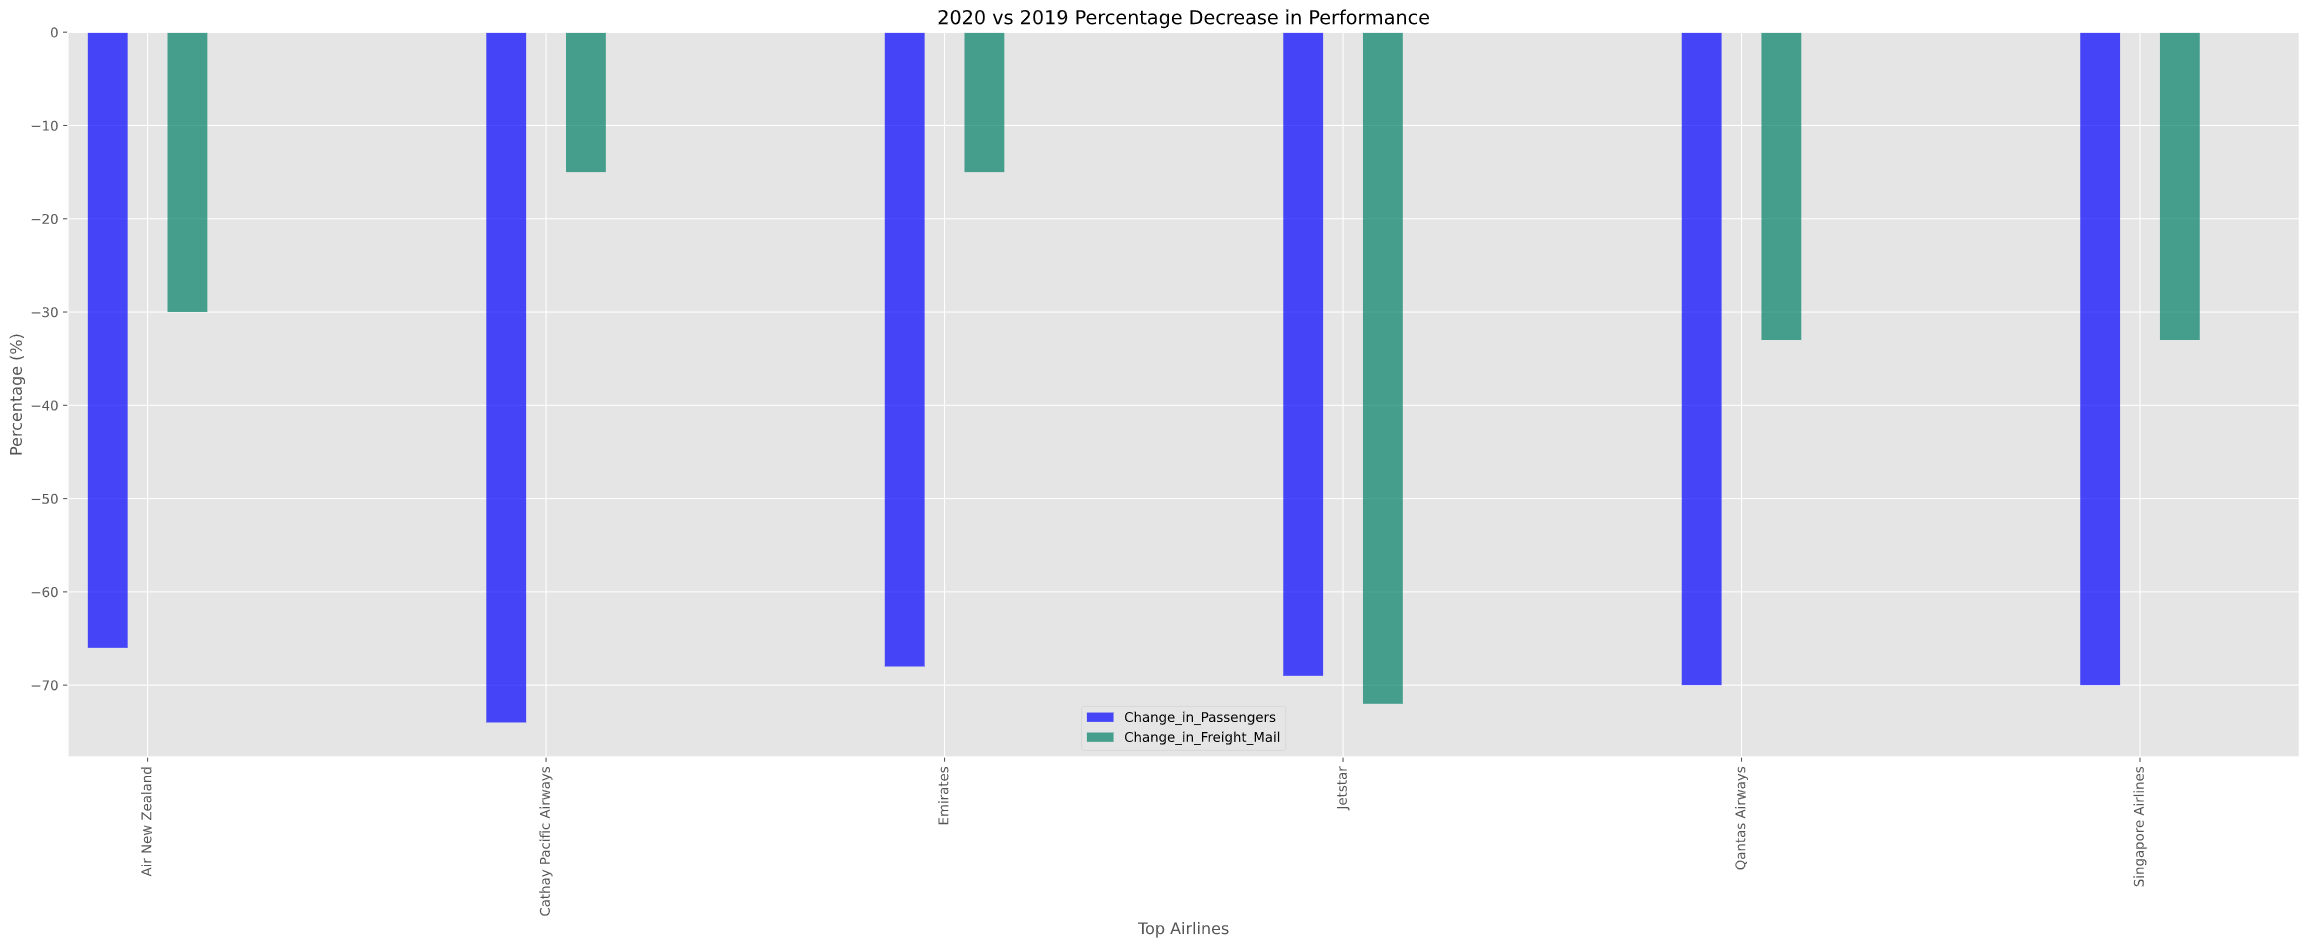 2020 vs 2019 Percentage Decrease in Performance
0
−10
−20
−30
−40
−50
−60
−70
Percentage (%)
Change_in_Passengers
Change_in_Freight_Mail
Air New Zealand
Cathay Pacific Airways
Emirates
Jetstar
Qantas Airways
Singapore Airlines
Top Airlines